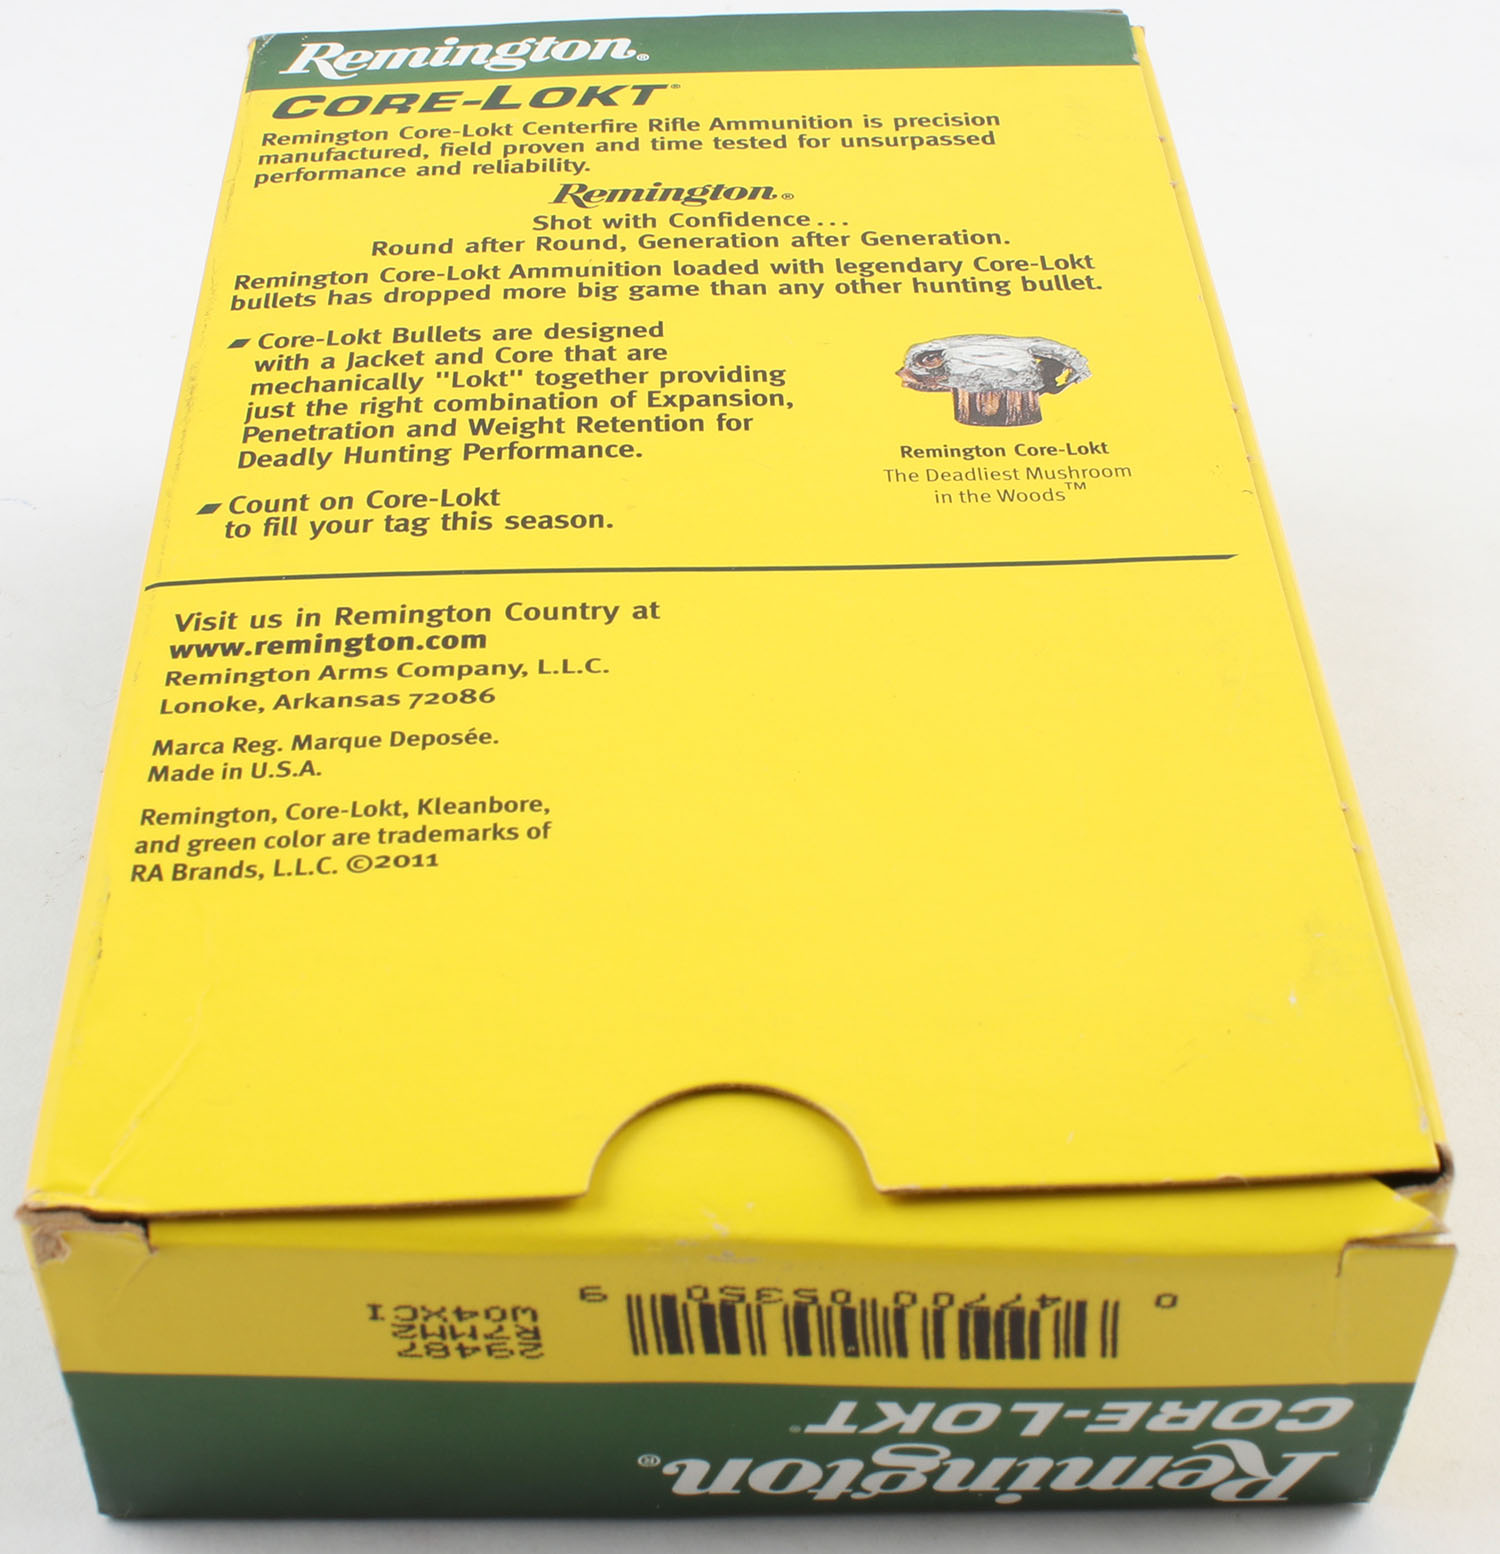 Remington®
CORE-LOKT®
Remington Core-Lokt Centerfire Rifle Ammunition is precision
manufactured, field proven and time tested for unsurpassed
performance and reliability.
Remington®
Shot with Confidence...
Round after Round, Generation after Generation.
Remington Core-Lokt Ammunition loaded with legendary Core-Lokt
bullets has dropped more big game than any other hunting bullet.
Core-Lokt Bullets are designed
with a Jacket and Core that are
mechanically "Lokt" together providing
just the right combination of Expansion,
Penetration and Weight Retention for
Deadly Hunting Performance.
Count on Core-Lokt
to fill your tag this season.
Remington Core-Lokt
The Deadliest Mushroom
in the Woods™
Visit us in Remington Country at
www.remington.com
Remington Arms Company, L.L.C.
Lonoke, Arkansas 72086
Marca Reg. Marque Deposée.
Made in U.S.A.
Remington, Core-Lokt, Kleanbore,
and green color are trademarks of
RA Brands, L.L.C. ©2011
Remington®
CORE-LOKT®
0 47700 05350 9
29487
R7MM2
W04XCI